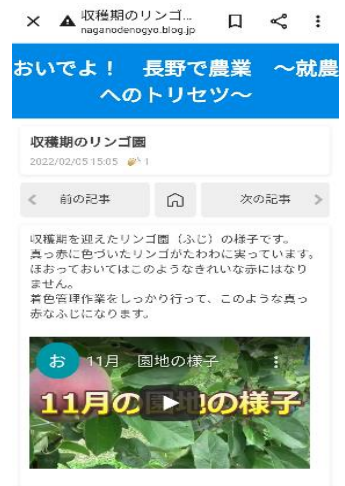 収穫期のリンゴ...
naganodenogyo.blog.jp
おいでよ！　長野で農業　～就農
へのトリセツ～
収穫期のリンゴ園
2022/02/05 15:05 1
前の記事
次の記事
収穫期を迎えたリンゴ園（ふじ）の様子です。
真っ赤に色づいたリンゴがたわわに実っています。
ほおっておいてはこのようなきれいな赤にはなり
ません。
着色管理作業をしっかり行って、このような真っ
赤なふじになります。
お 11月　園地の様子
11月の園地の様子